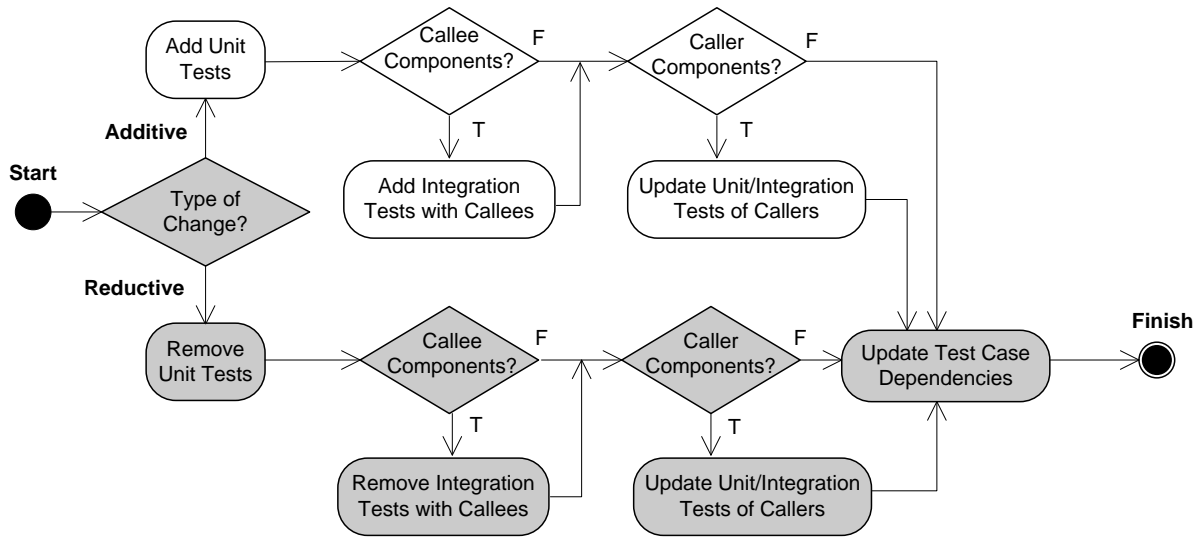 Add Unit
Tests
Callee
Components?
F
Caller
Components?
F
T
T
Additive
Add Integration
Tests with Callees
Update Unit/Integration
Tests of Callers
Start
Type of
Change?
Reductive
Remove
Unit Tests
Callee
Components?
F
Caller
Components?
F
Update Test Case
Dependencies
Finish
T
T
Remove Integration
Tests with Callees
Update Unit/Integration
Tests of Callers